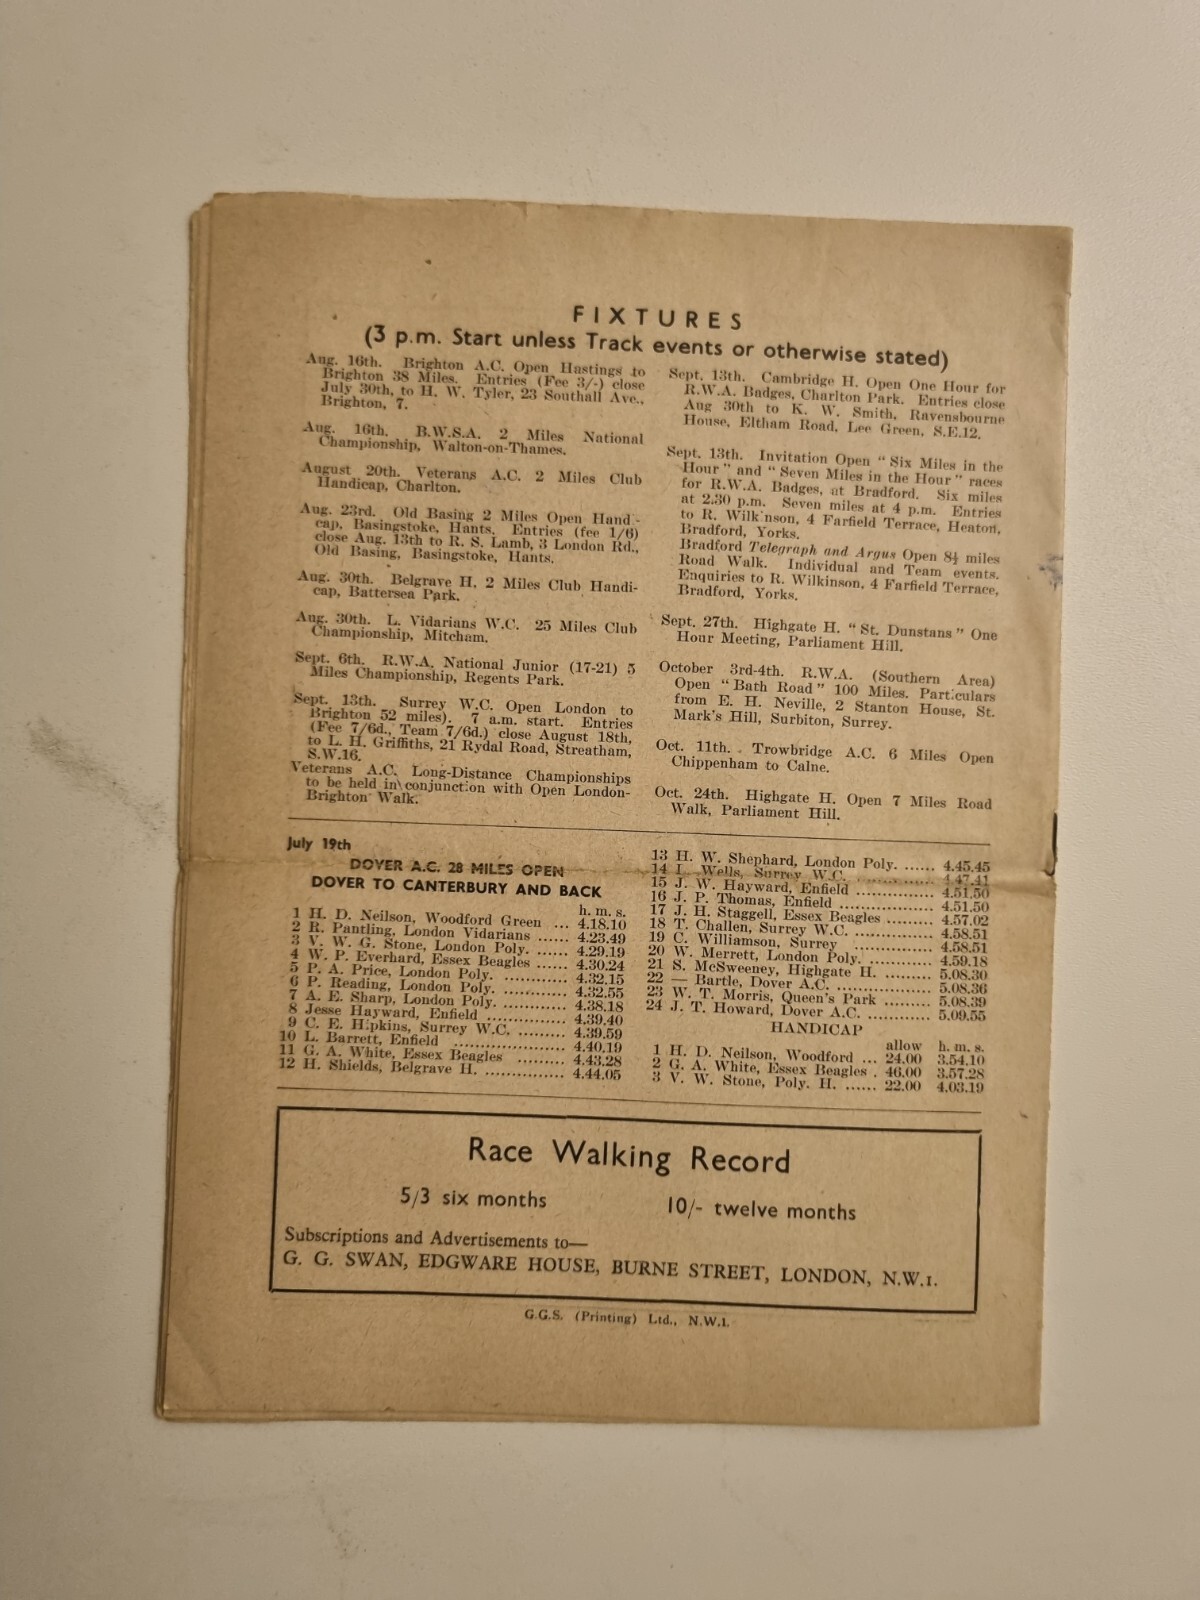 FIXTURES
(3 p.m. Start unless Track events or otherwise stated)
Aug. 16th. Brighton A.C. Open Hastings to
Brighton 38 Miles. Entries (Fee 3/-) close
July 30th, to H. W. Tyler, 23 Southall Ave.,
Brighton, 7.
Aug. 16th. B.W.S.A. 2 Miles National
Championship, Walton-on-Thames.
August 20th. Veterans A.C. 2 Miles Club
Handicap, Charlton.
Aug. 23rd. Old Basing 2 Miles Open Hand-
cap, Basingstoke, Hants. Entries (fee 1/6)
close Aug. 13th to R. S. Lamb, 3 London Rd.,
Old Basing, Basingstoke, Hants.
Aug. 30th. Belgrave H. 2 Miles Club Handi-
cap, Battersea Park.
Aug. 30th. L. Vidarians W.C. 25 Miles Club
Championship, Mitcham.
Sept. 6th. R.W.A. National Junior (17-21) 5
Miles Championship, Regents Park.
Sept. 13th. Surrey W.C. Open London to
Brighton 52 miles). 7 a.m. start. Entries
(Fee 7/6d., Team 7/6d.) close August 18th,
to L. H. Griffiths, 21 Rydal Road, Streatham,
S.W.16.
Veterans A.C. Long-Distance Championships
to be held in conjunction with Open London-
Brighton Walk.
Sept. 13th. Cambridge H. Open One Hour for
R.W.A. Badges, Charlton Park. Entries close
Aug 30th to K. W. Smith, Ravensbourne
House, Eltham Road, Lee Green, S.E.12.
Sept. 13th. Invitation Open "Six Miles in the
Hour" and "Seven Miles in the Hour" races
for R.W.A. Badges, at Bradford. Six miles
at 2.30 p.m. Seven miles at 4 p.m. Entries
to R. Wilkinson, 4 Farfield Terrace, Heaton,
Bradford, Yorks.
Bradford Telegraph and Argus Open 8½ miles
Road Walk. Individual and Team events.
Enquiries to R. Wilkinson, 4 Farfield Terrace,
Bradford, Yorks.
Sept. 27th. Highgate H. "St. Dunstans" One
Hour Meeting, Parliament Hill.
October 3rd-4th. R.W.A. (Southern Area)
Open "Bath Road" 100 Miles. Particulars
from E. H. Neville, 2 Stanton House, St.
Mark's Hill, Surbiton, Surrey.
Oct. 11th. Trowbridge A.C. 6 Miles Open
Chippenham to Calne.
Oct. 24th. Highgate H. Open 7 Miles Road
Walk, Parliament Hill.
July 19th
DOVER A.C. 28 MILES OPEN
DOVER TO CANTERBURY AND BACK
h. m. s.
1 H. D. Neilson, Woodford Green ... 4.18.10
2 R. Pantling, London Vidarians ...... 4.23.49
3 V. W. G. Stone, London Poly. ...... 4.29.19
4 W. P. Everhard, Essex Beagles ...... 4.30.24
5 P. A. Price, London Poly. ............ 4.32.15
6 P. Reading, London Poly. ............ 4.32.55
7 A. E. Sharp, London Poly. ............ 4.38.18
8 Jesse Hayward, Enfield ............... 4.39.40
9 C. E. Hipkins, Surrey W.C. ......... 4.39.59
10 L. Barrett, Enfield ..................... 4.40.19
11 G. A. White, Essex Beagles ......... 4.43.28
12 H. Shields, Belgrave H. ............... 4.44.05
13 H. W. Shephard, London Poly. ...... 4.45.45
14 L. Wells, Surrey W.C. ............... 4.47.41
15 J. W. Hayward, Enfield ............... 4.51.50
16 J. P. Thomas, Enfield .................. 4.51.50
17 J. H. Staggell, Essex Beagles ......... 4.57.02
18 T. Challen, Surrey W.C. ............... 4.58.51
19 C. Williamson, Surrey ............... 4.58.51
20 W. Merrett, London Poly. ............ 4.59.18
21 S. McSweeney, Highgate H. ......... 5.08.30
22 — Bartle, Dover A.C. .................. 5.08.36
23 W. T. Morris, Queen's Park ......... 5.08.39
24 J. T. Howard, Dover A.C. ............ 5.09.55
HANDICAP
allow h. m. s.
1 H. D. Neilson, Woodford ... 24.00 3.54.10
2 G. A. White, Essex Beagles . 46.00 3.57.28
3 V. W. Stone, Poly. H. ...... 22.00 4.03.19
Race Walking Record
5/3 six months 10/- twelve months
Subscriptions and Advertisements to—
G. G. SWAN, EDGWARE HOUSE, BURNE STREET, LONDON, N.W.1.
G.G.S. (Printing) Ltd., N.W.1.